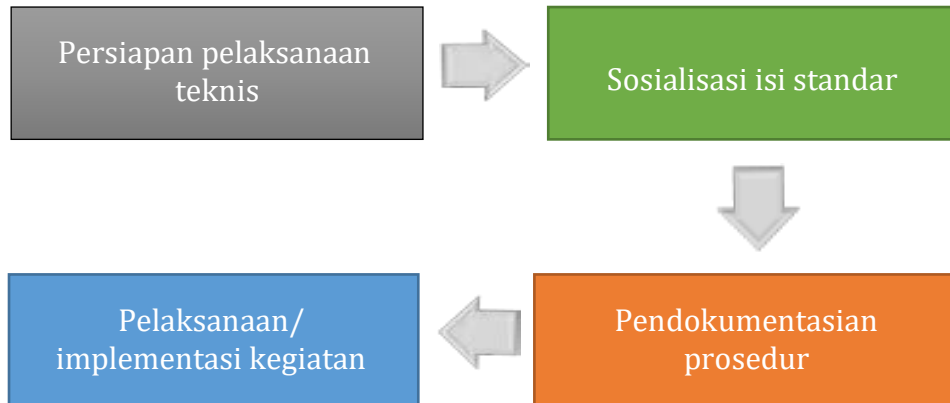 Persiapan pelaksanaan
teknis
Sosialisasi isi standar
Pendokumentasian
prosedur
Pelaksanaan/
implementasi kegiatan